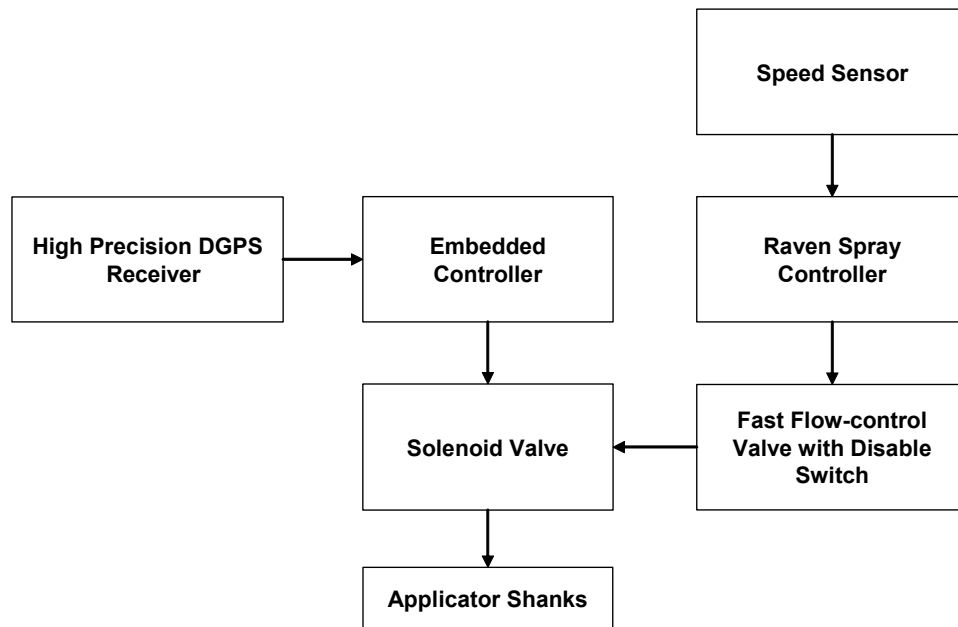 Speed Sensor
High Precision DGPS
Receiver
Embedded
Controller
Raven Spray
Controller
Solenoid Valve
Fast Flow-control
Valve with Disable
Switch
Applicator Shanks